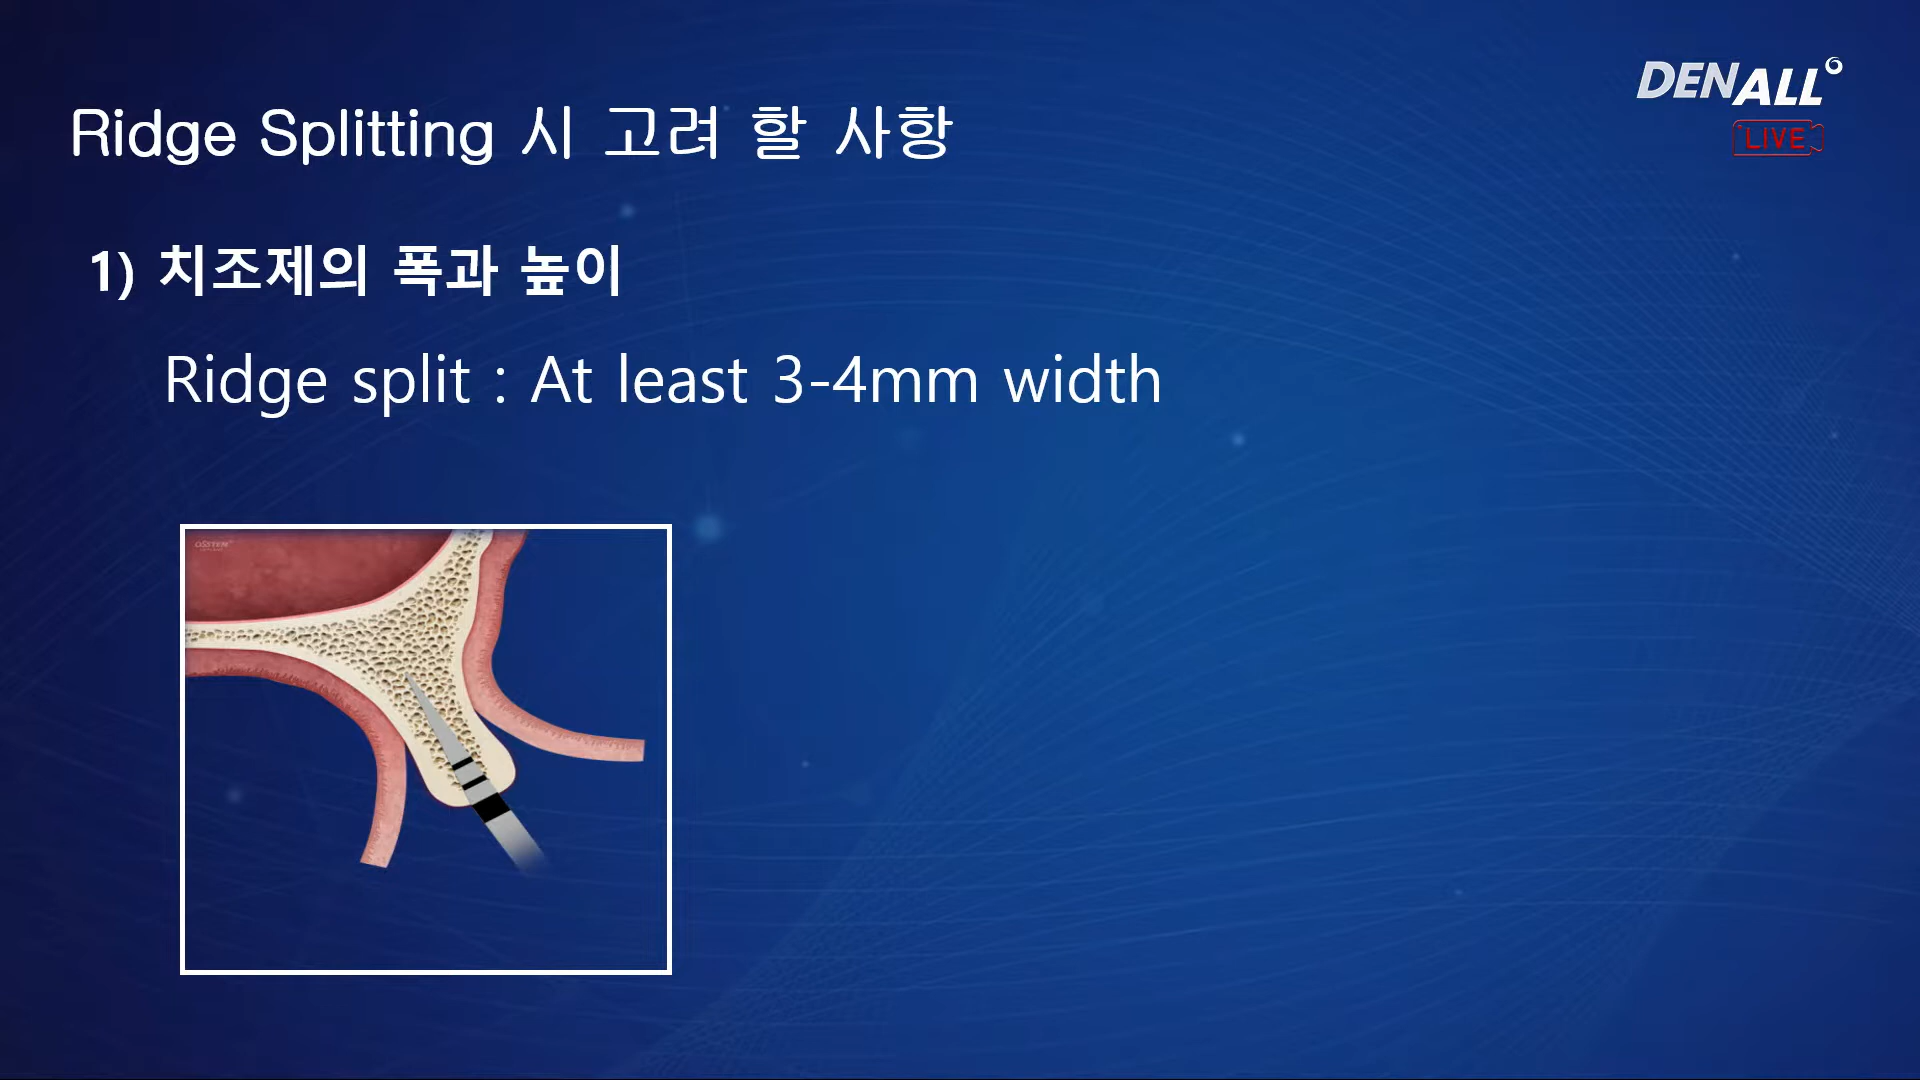 DENALL
LIVE
Ridge Splitting 시 고려 할 사항
1) 치조제의 폭과 높이
Ridge split : At least 3-4mm width
OSSTEM